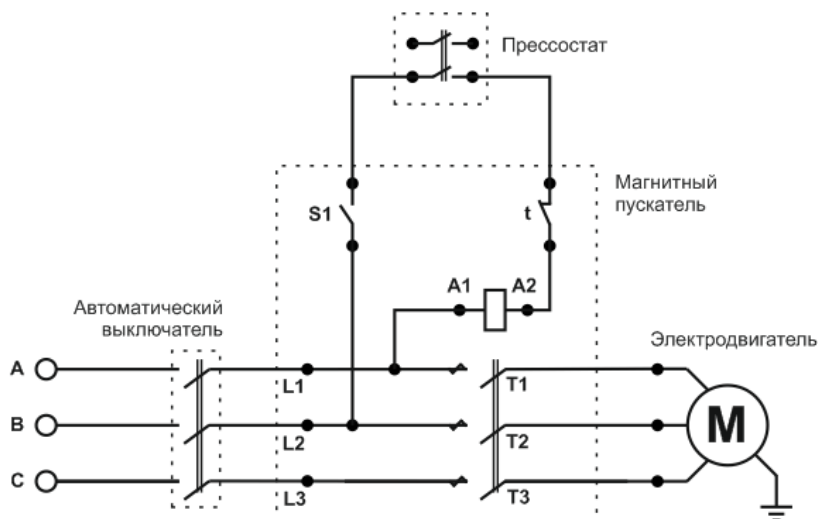 Прессостат
Магнитный
пускатель
S1
t
A1
A2
Автоматический
выключатель
Электродвигатель
A
L1
T1
B
L2
T2
M
C
L3
T3